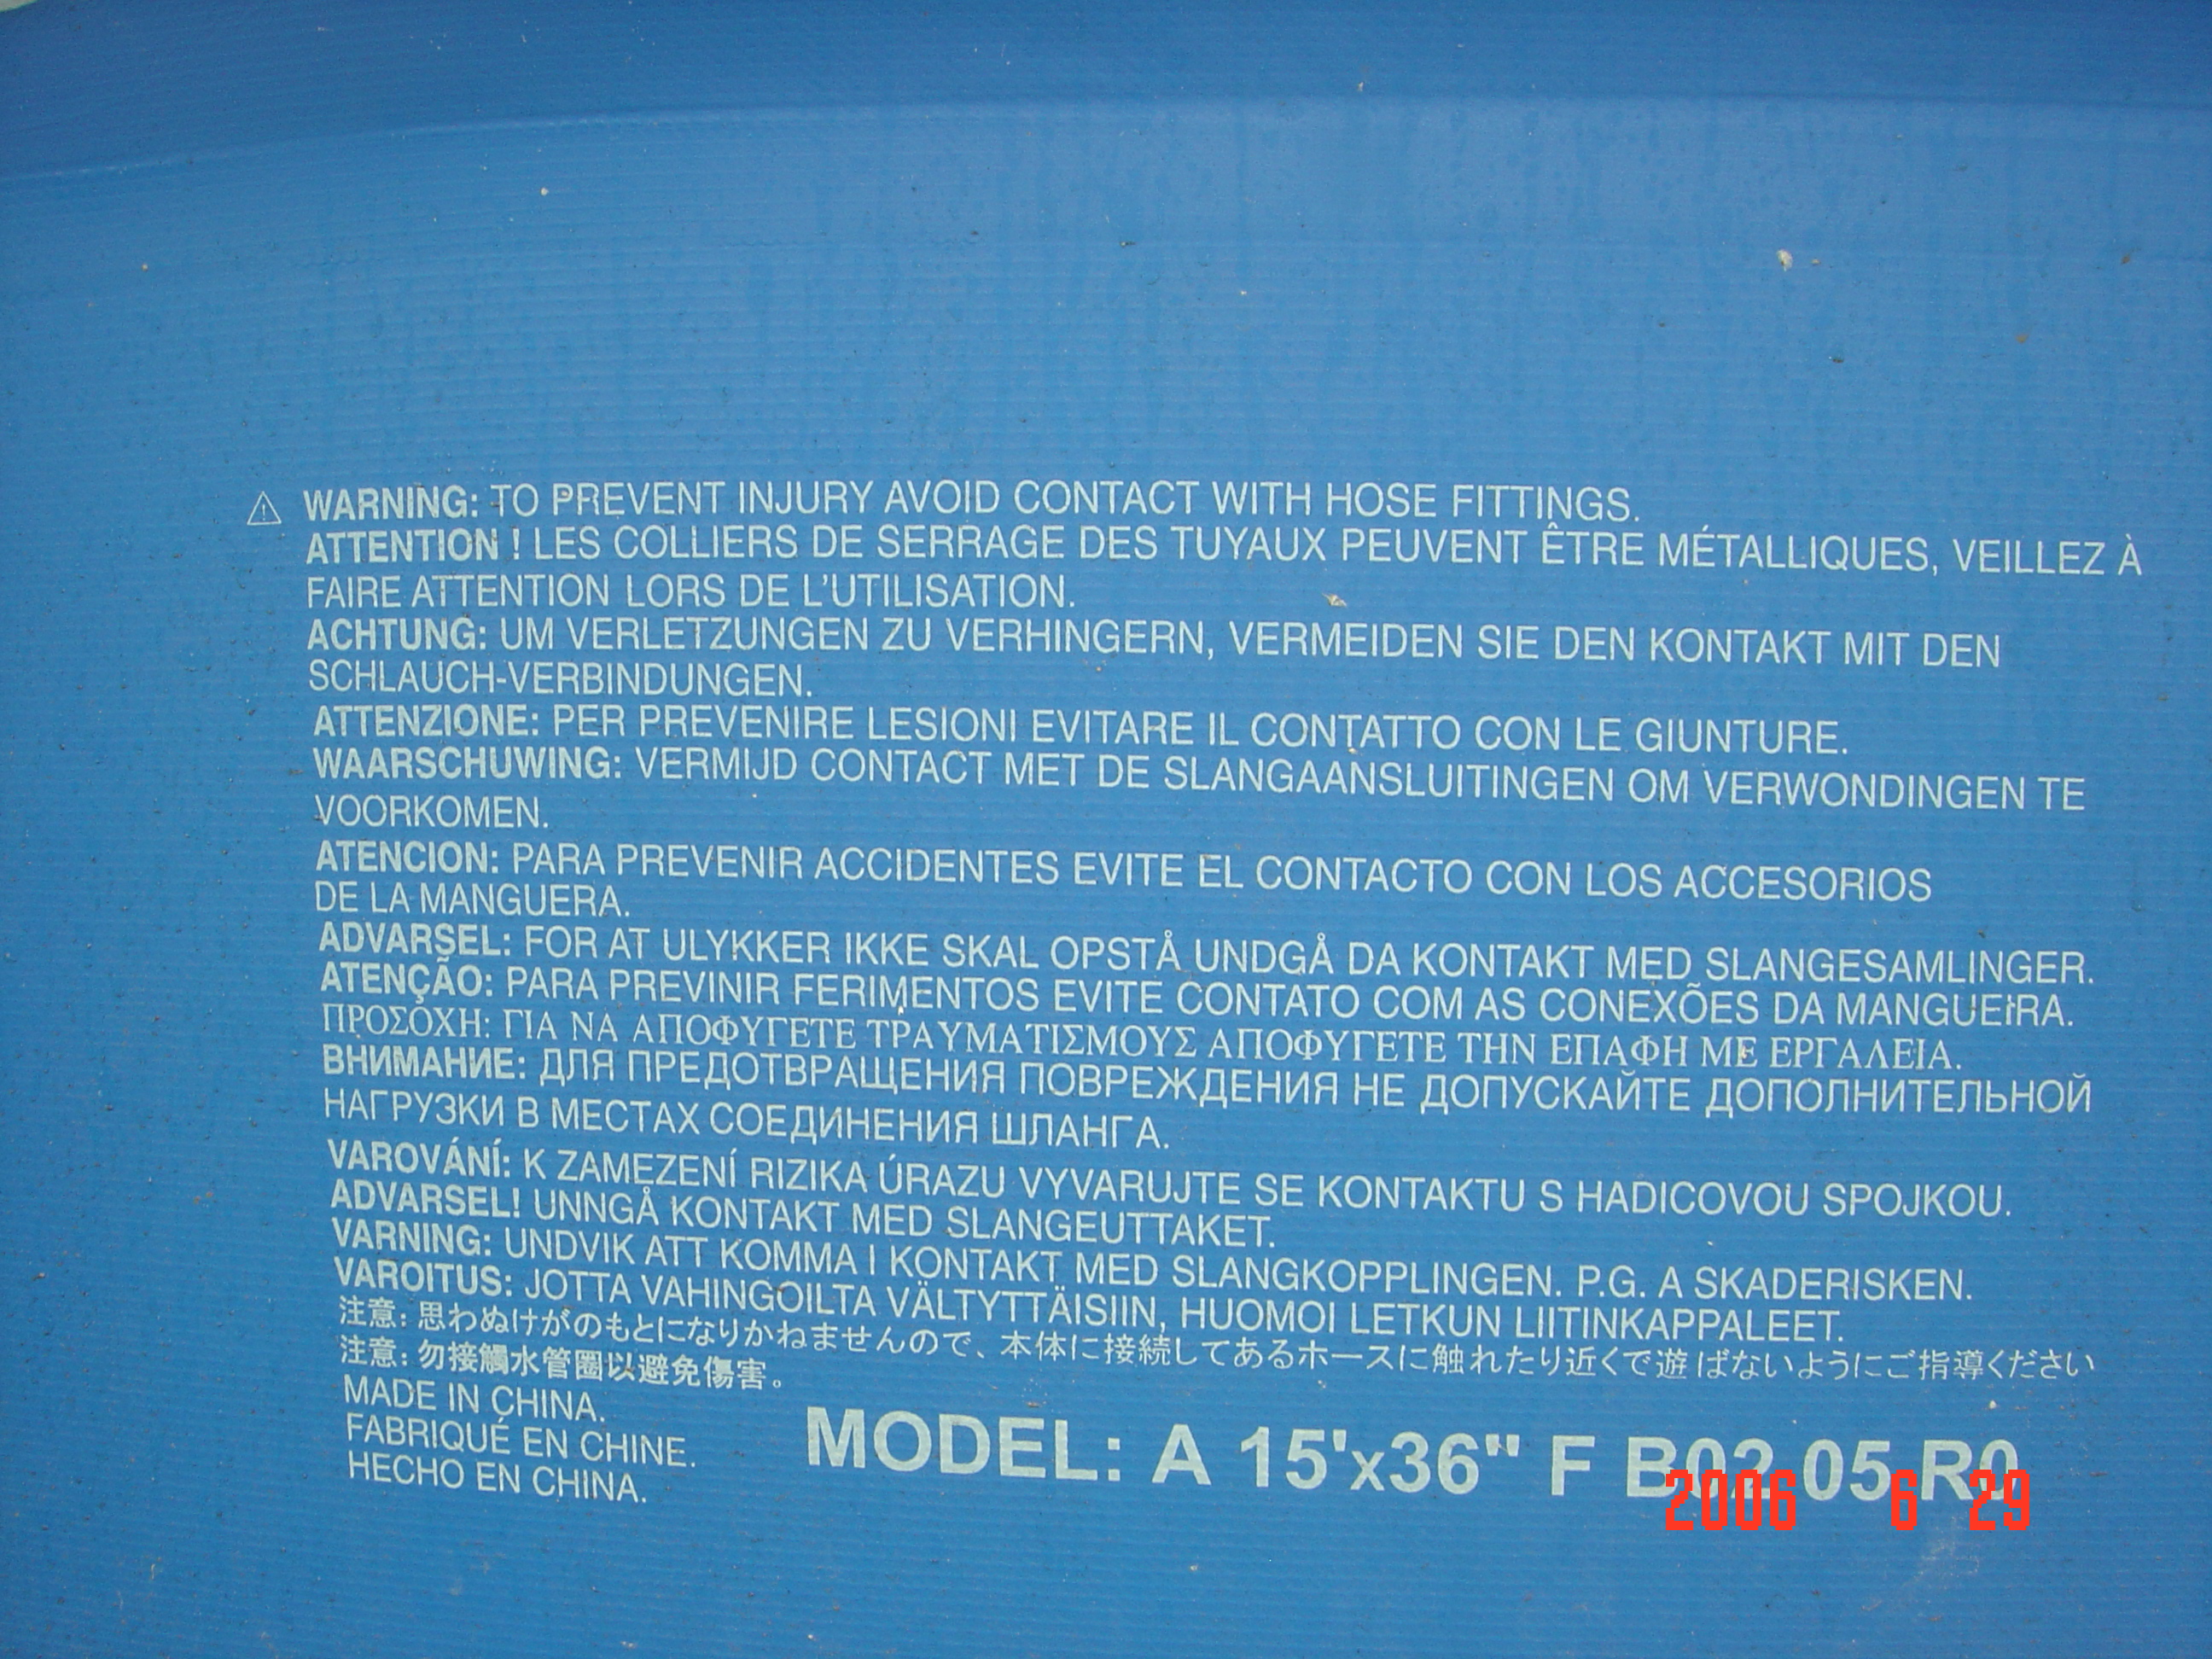 ⚠ WARNING: TO PREVENT INJURY AVOID CONTACT WITH HOSE FITTINGS.
ATTENTION ! LES COLLIERS DE SERRAGE DES TUYAUX PEUVENT ÊTRE MÉTALLIQUES, VEILLEZ À
FAIRE ATTENTION LORS DE L'UTILISATION.
ACHTUNG: UM VERLETZUNGEN ZU VERHINGERN, VERMEIDEN SIE DEN KONTAKT MIT DEN
SCHLAUCH-VERBINDUNGEN.
ATTENZIONE: PER PREVENIRE LESIONI EVITARE IL CONTATTO CON LE GIUNTURE.
WAARSCHUWING: VERMIJD CONTACT MET DE SLANGAANSLUITINGEN OM VERWONDINGEN TE
VOORKOMEN.
ATENCION: PARA PREVENIR ACCIDENTES EVITE EL CONTACTO CON LOS ACCESORIOS
DE LA MANGUERA.
ADVARSEL: FOR AT ULYKKER IKKE SKAL OPSTÅ UNDGÅ DA KONTAKT MED SLANGESAMLINGER.
ATENÇÃO: PARA PREVINIR FERIMENTOS EVITE CONTATO COM AS CONEXÕES DA MANGUEIRA.
ΠΡΟΣΟΧΗ: ΓΙΑ ΝΑ ΑΠΟΦΥΓΕΤΕ ΤΡΑΥΜΑΤΙΣΜΟΥΣ ΑΠΟΦΥΓΕΤΕ ΤΗΝ ΕΠΑΦΗ ΜΕ ΕΡΓΑΛΕΙΑ.
ВНИМАНИЕ: ДЛЯ ПРЕДОТВРАЩЕНИЯ ПОВРЕЖДЕНИЯ НЕ ДОПУСКАЙТЕ ДОПОЛНИТЕЛЬНОЙ
НАГРУЗКИ В МЕСТАХ СОЕДИНЕНИЯ ШЛАНГА.
VAROVÁNÍ: K ZAMEZENÍ RIZIKA ÚRAZU VYVARUJTE SE KONTAKTU S HADICOVOU SPOJKOU.
ADVARSEL! UNNGÅ KONTAKT MED SLANGEUTTAKET.
VARNING: UNDVIK ATT KOMMA I KONTAKT MED SLANGKOPPLINGEN. P.G. A SKADERISKEN.
VAROITUS: JOTTA VAHINGOILTA VÄLTYTTÄISIIN, HUOMOI LETKUN LIITINKAPPALEET.
注意: 思わぬけがのもとになりかねませんので、本体に接続してあるホースに触れたり近くで遊ばないようにご指導ください
注意: 勿接觸水管圈以避免傷害。
MADE IN CHINA.
FABRIQUÉ EN CHINE.
HECHO EN CHINA.
MODEL: A 15'x36" F B02 05 R0
2006 6 29